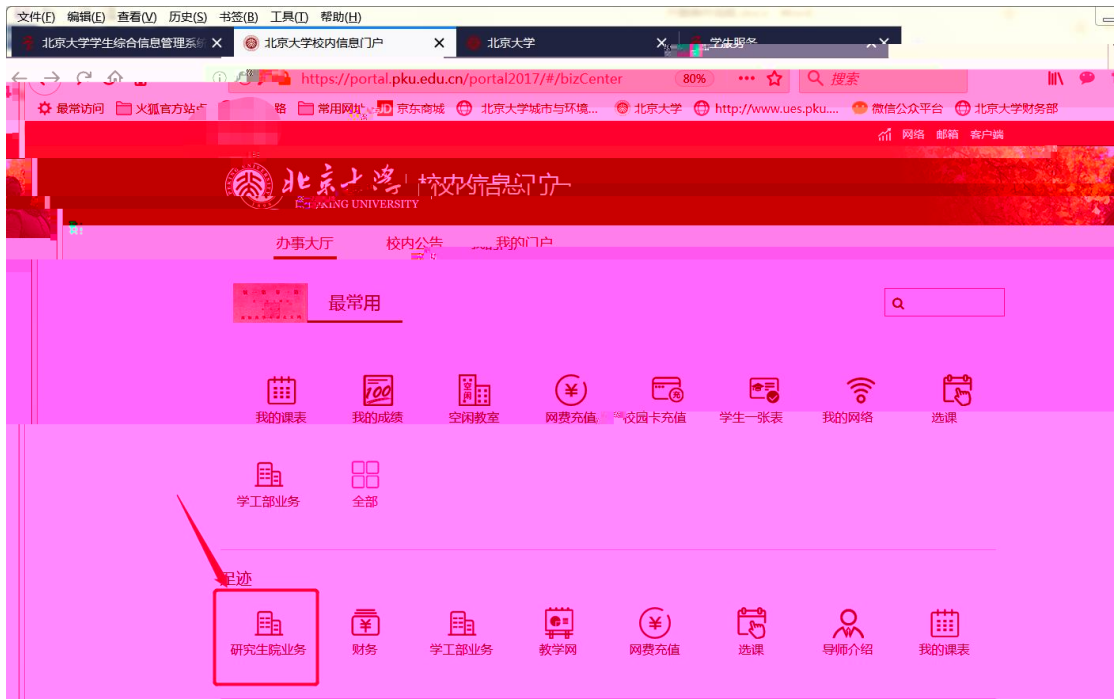 文件(F) 编辑(E) 查看(V) 历史(S) 书签(B) 工具(T) 帮助(H)
北京大学学生综合信息管理系统 北京大学校内信息门户 北京大学 学生服务
https://portal.pku.edu.cn/portal2017/#/bizCenter 80% 搜索
最常访问 火狐官方站点 常用网址 JD 京东商城 北京大学城市与环境... 北京大学 http://www.ues.pku.... 微信公众平台 北京大学财务部
网络 邮箱 客户端
北京大学 校内信息门户
PEKING UNIVERSITY
办事大厅 校内公告 我的门户
最常用
我的课表 我的成绩 空闲教室 网费充值 校园卡充值 学生一张表 我的网络 选课
学工部业务 全部
足迹
研究生院业务 财务 学工部业务 教学网 网费充值 选课 导师介绍 我的课表